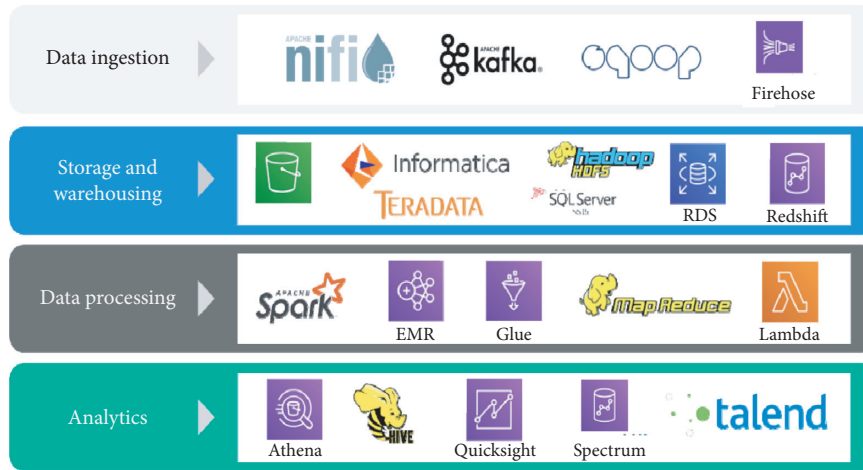 Data ingestion
APACHE
nifi
APACHE
kafka®
sqoop
Firehose
Storage and
warehousing
Informatica
TERADATA
hadoop
HDFS
SQL Server
RDS
Redshift
Data processing
APACHE
Spark
EMR
Glue
MapReduce
Lambda
Analytics
Athena
HIVE
Quicksight
Spectrum
talend